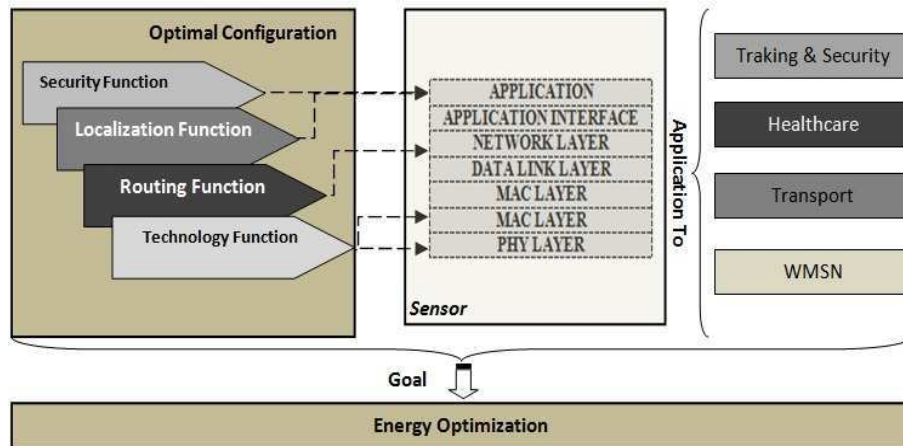 Optimal Configuration
Security Function
Localization Function
Routing Function
Technology Function
APPLICATION
APPLICATION INTERFACE
NETWORK LAYER
DATA LINK LAYER
MAC LAYER
MAC LAYER
PHY LAYER
Sensor
Application To
Traking & Security
Healthcare
Transport
WMSN
Goal
Energy Optimization